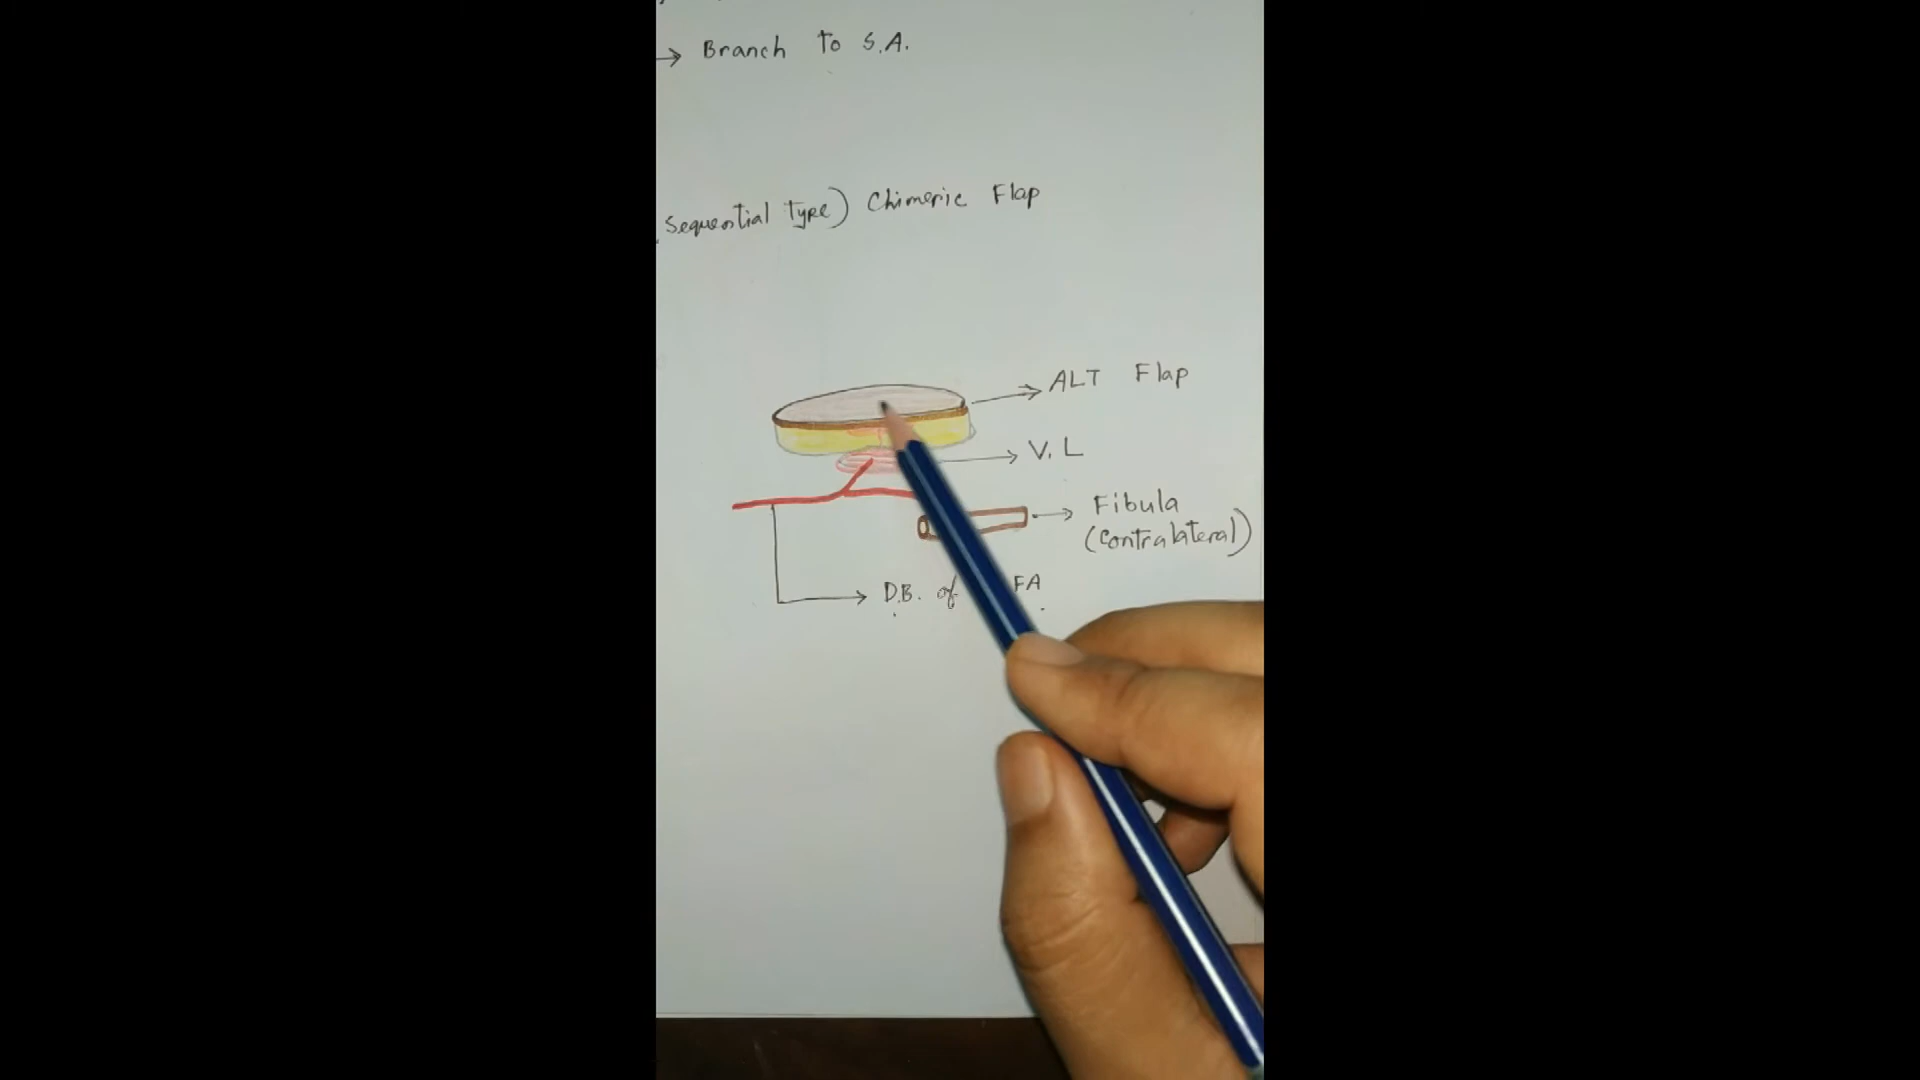 Branch To S.A.
Sequential Type) Chimeric Flap
ALT Flap
V.L
Fibula
(Contralateral)
D.B. of FA